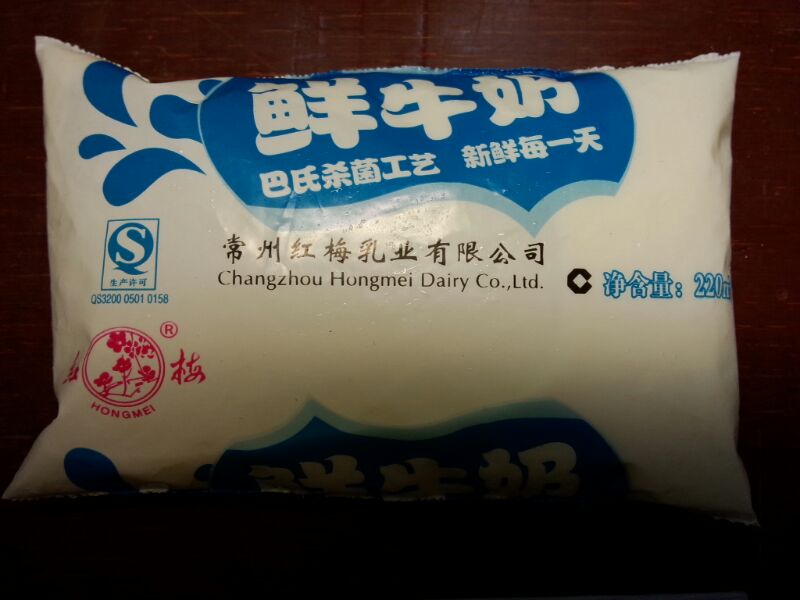 鲜牛奶
巴氏杀菌工艺 新鲜每一天
常州红梅乳业有限公司
Changzhou Hongmei Dairy Co.,Ltd.
净含量：220m
生产许可
QS3200 0501 0158
®
梅
HONGMEI
鲜牛奶